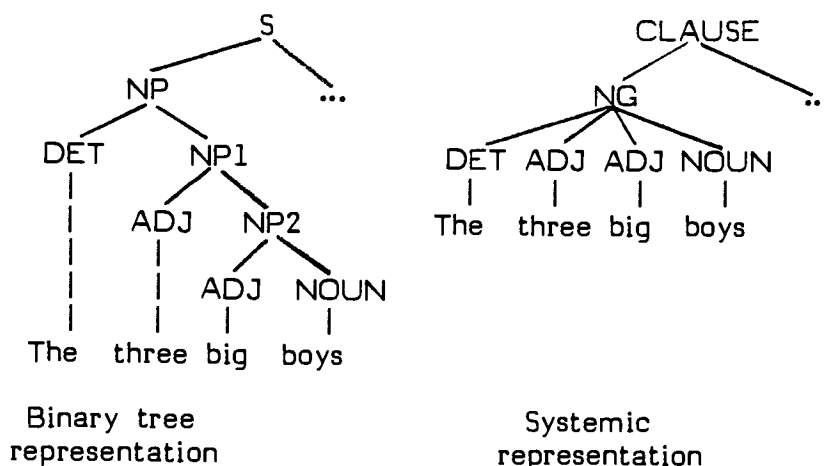 S
NP ...
DET NP1
ADJ NP2
ADJ NOUN
The three big boys
Binary tree
representation
CLAUSE
NG ..
DET ADJ ADJ NOUN
The three big boys
Systemic
representation